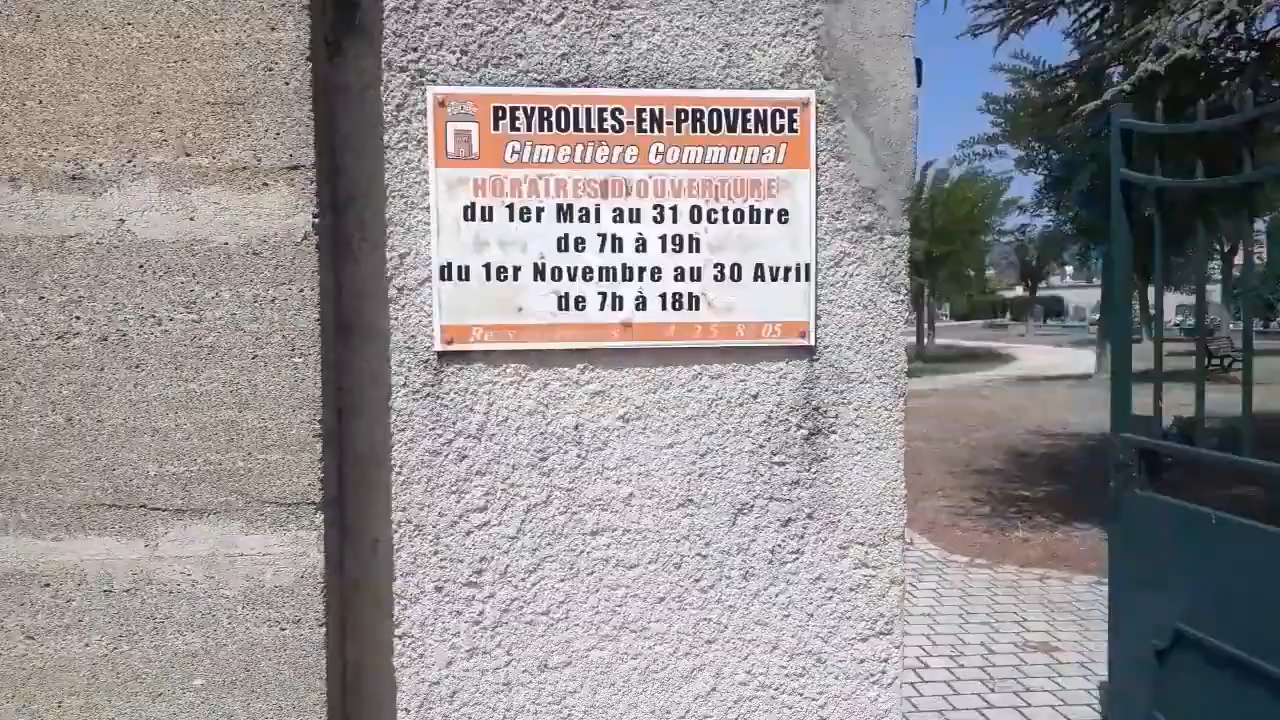 PEYROLLES-EN-PROVENCE
Cimetière Communal
HORAIRES D'OUVERTURE
du 1er Mai au 31 Octobre
de 7h à 19h
du 1er Novembre au 30 Avril
de 7h à 18h
05